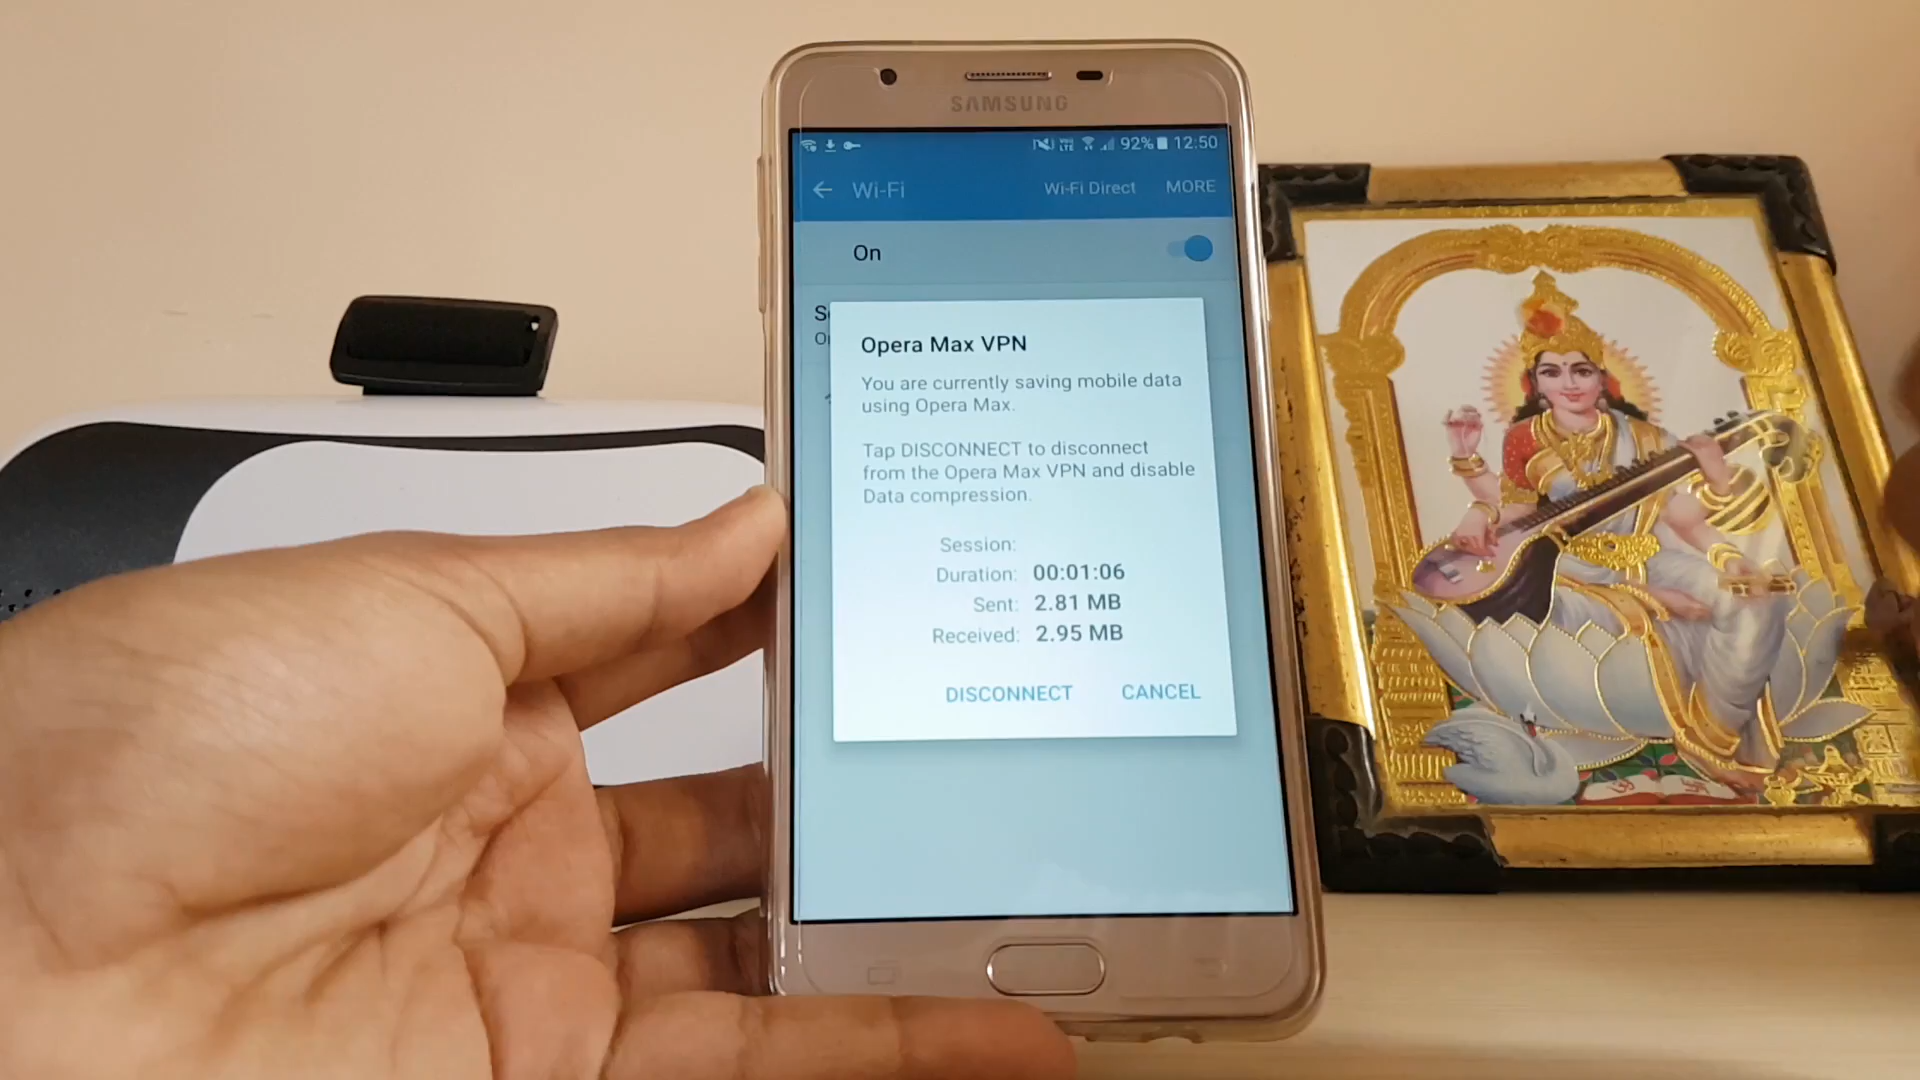 SAMSUNG
LTE 92% 12:50
Wi-Fi Wi-Fi Direct MORE
On
Opera Max VPN
You are currently saving mobile data
using Opera Max.
Tap DISCONNECT to disconnect
from the Opera Max VPN and disable
Data compression.
Session:
Duration: 00:01:06
Sent: 2.81 MB
Received: 2.95 MB
DISCONNECT CANCEL